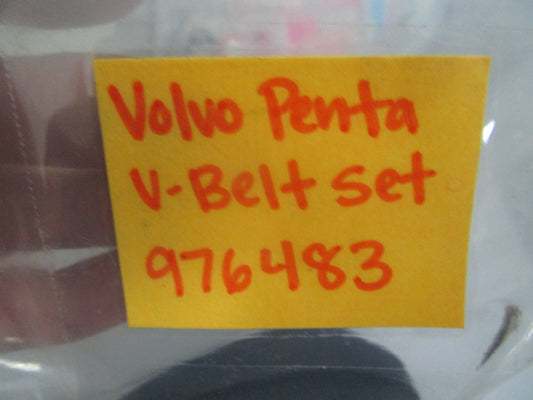 Volvo Penta
V-Belt Set
976483